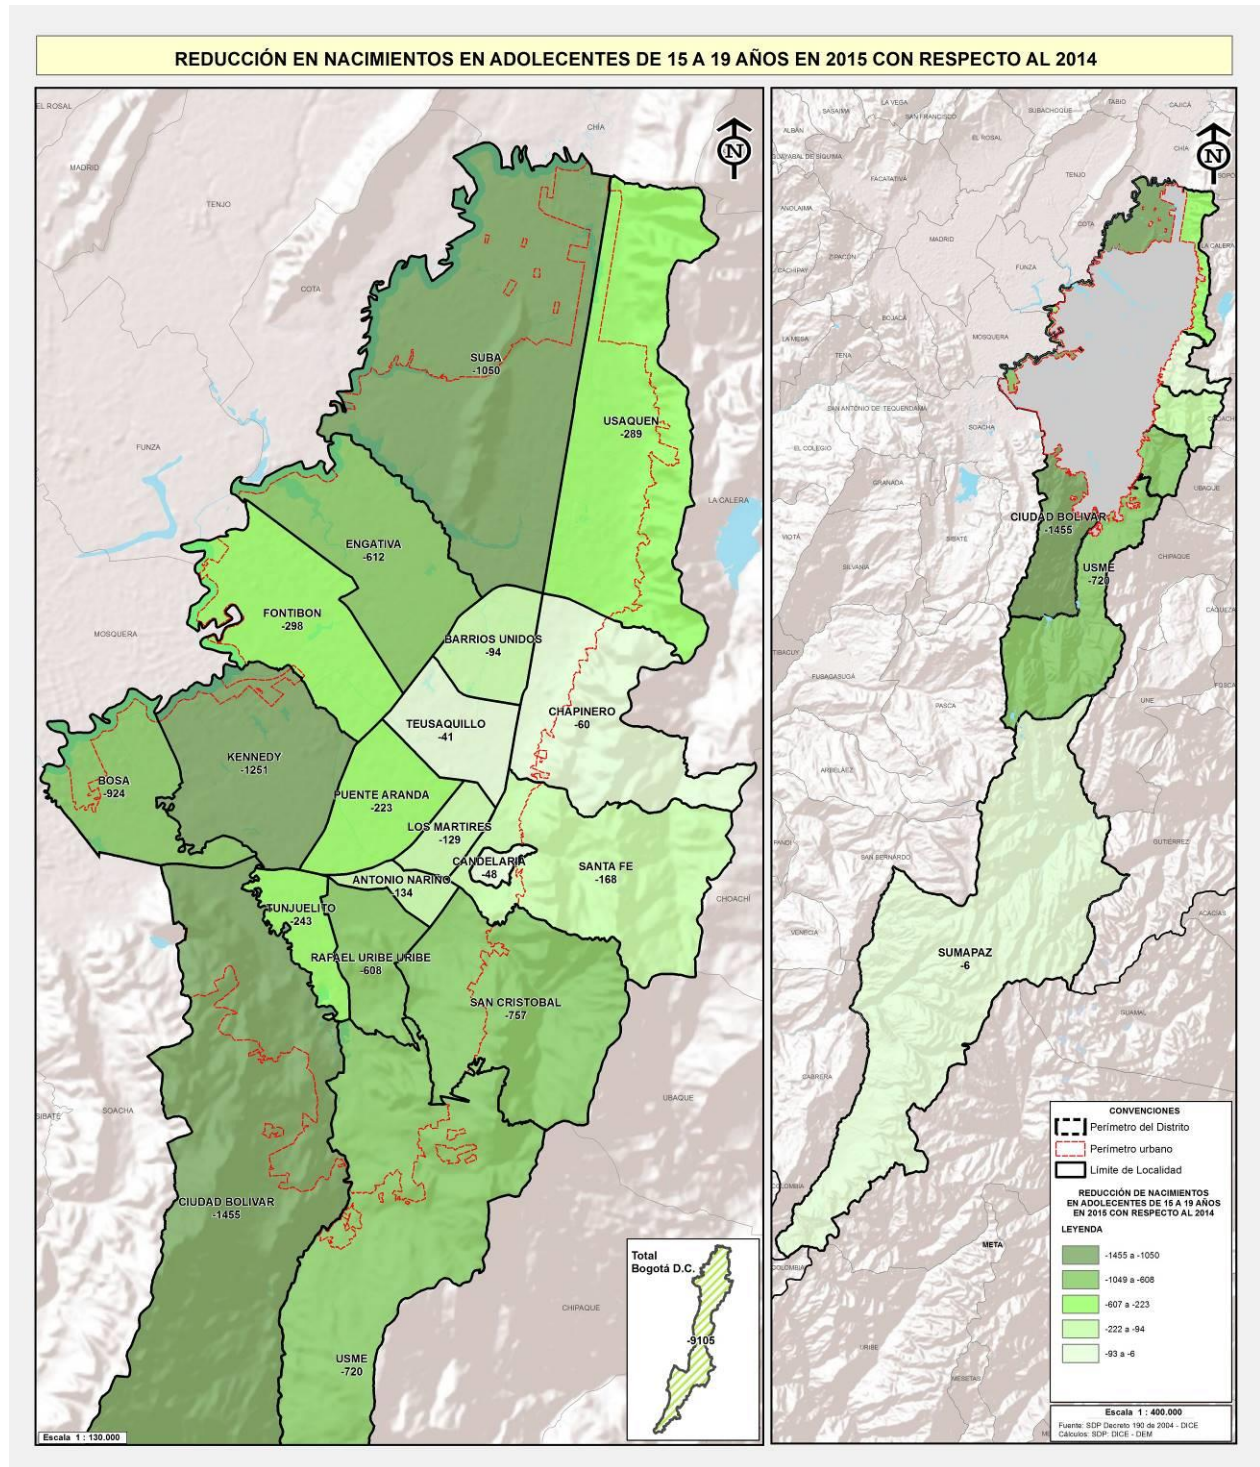 REDUCCIÓN EN NACIMIENTOS EN ADOLECENTES DE 15 A 19 AÑOS EN 2015 CON RESPECTO AL 2014
EL ROSAL
CHÍA
MADRID
TENJO
COTA
FUNZA
MOSQUERA
LA CALERA
CHOACHÍ
UBAQUE
CHIPAQUE
SOACHA
SIBATÉ
SUBA
-1050
USAQUEN
-289
ENGATIVA
-612
FONTIBON
-298
BARRIOS UNIDOS
-94
TEUSAQUILLO
-41
CHAPINERO
-60
KENNEDY
-1251
BOSA
-924
PUENTE ARANDA
-223
LOS MARTIRES
-129
CANDELARIA
-48
SANTA FE
-168
ANTONIO NARIÑO
-134
TUNJUELITO
-243
RAFAEL URIBE URIBE
-608
SAN CRISTOBAL
-757
CIUDAD BOLIVAR
-1455
USME
-720
Total
Bogotá D.C.
-9105
Escala 1 : 130.000
N
N
SASAIMA
LA VEGA
SAN FRANCISCO
SUBACHOQUE
TABIO
CAJICÁ
ALBÁN
EL ROSAL
CHÍA
FACATATIVA
TENJO
ANOLAIMA
COTA
MADRID
LA CALERA
ZIPACÓN
CACHIPAY
FUNZA
BOJACÁ
MOSQUERA
LA MESA
TENA
SAN ANTONIO DE TEQUENDAMA
SOACHA
EL COLEGIO
GRANADA
UBAQUE
VIOTÁ
SIBATÉ
CHIPAQUE
SILVANIA
CÁQUEZA
TIBACUY
FUSAGASUGÁ
FOSCA
UNE
PASCA
ARBELÁEZ
GUTIÉRREZ
PANDI
SAN BERNARDO
ACACÍAS
VENECIA
GUAMAL
CABRERA
COLOMBIA
META
COLOMBIA
URIBE
MESETAS
CIUDAD BOLIVAR
-1455
USME
-720
SUMAPAZ
-6
CONVENCIONES
Perímetro del Distrito
Perímetro urbano
Límite de Localidad
REDUCCIÓN DE NACIMIENTOS
EN ADOLECENTES DE 15 A 19 AÑOS
EN 2015 CON RESPECTO AL 2014
LEYENDA
-1455 a -1050
-1049 a -608
-607 a -223
-222 a -94
-93 a -6
Escala 1 : 400.000
Fuente: SDP Decreto 190 de 2004 - DICE
Cálculos: SDP: DICE - DEM